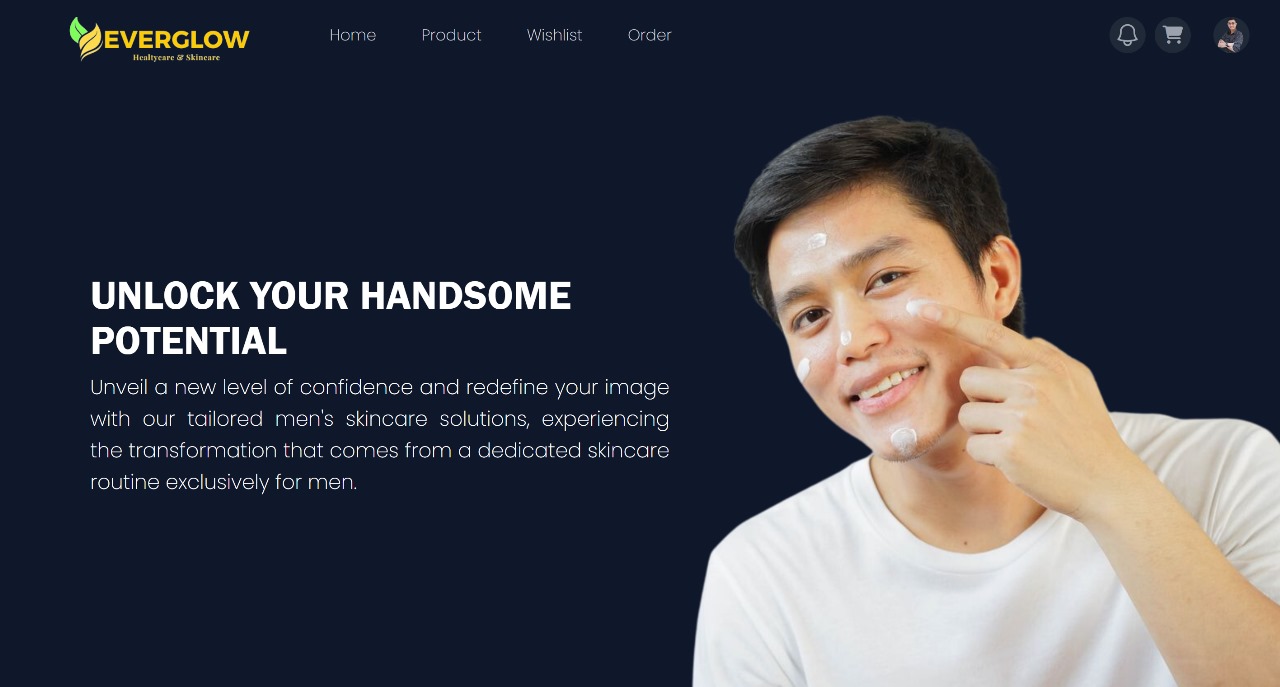 EVERGLOW
Healtycare & Skincare
Home
Product
Wishlist
Order
UNLOCK YOUR HANDSOME
POTENTIAL
Unveil a new level of confidence and redefine your image
with our tailored men's skincare solutions, experiencing
the transformation that comes from a dedicated skincare
routine exclusively for men.